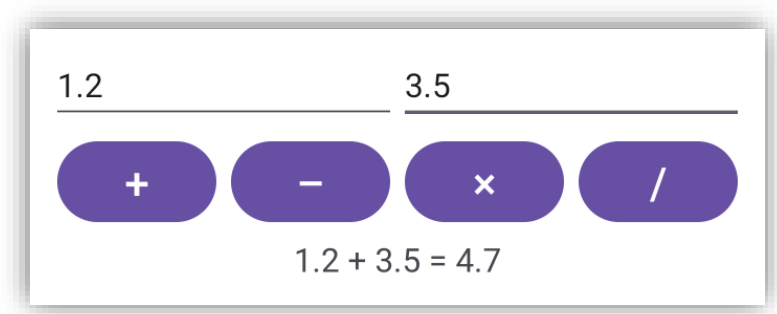 1.2 3.5
+ − × /
1.2 + 3.5 = 4.7